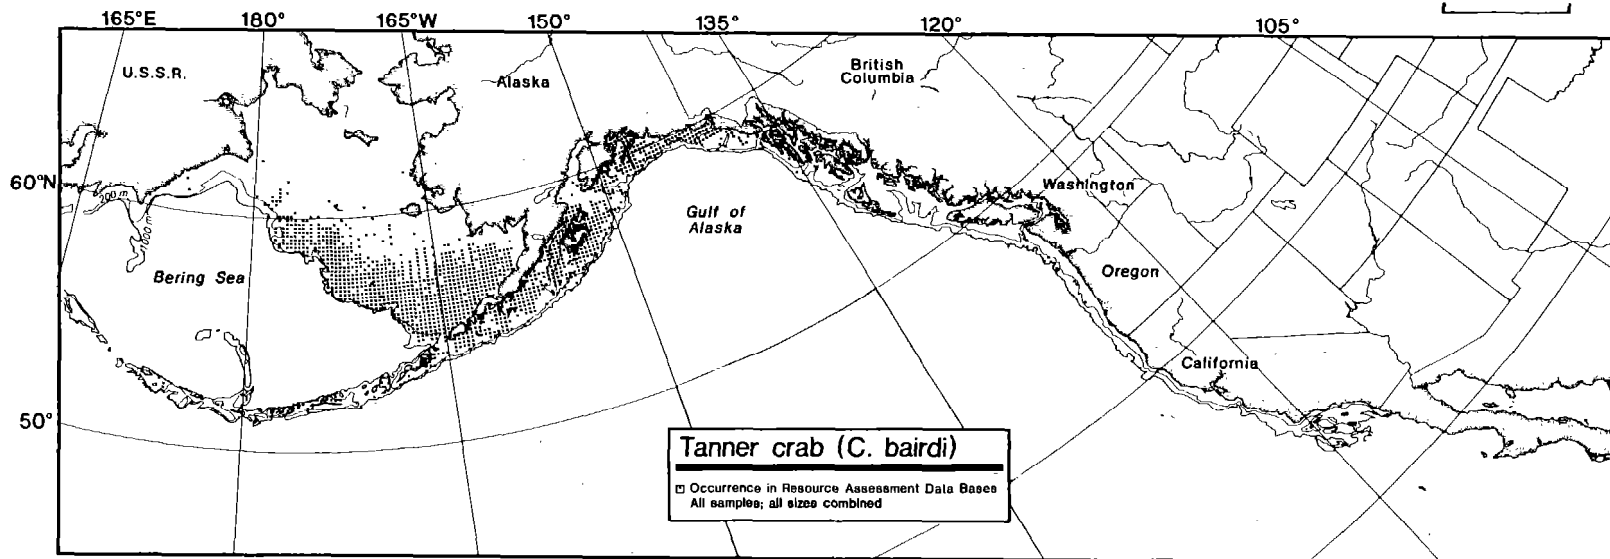 165°E
180°
165°W
150°
135°
120°
105°
U.S.S.R.
Alaska
British
Columbia
60°N
200 m
Washington
Gulf of
Alaska
Bering Sea
Oregon
California
50°
Tanner crab (C. bairdi)
Occurrence in Resource Assessment Data Bases
All samples; all sizes combined